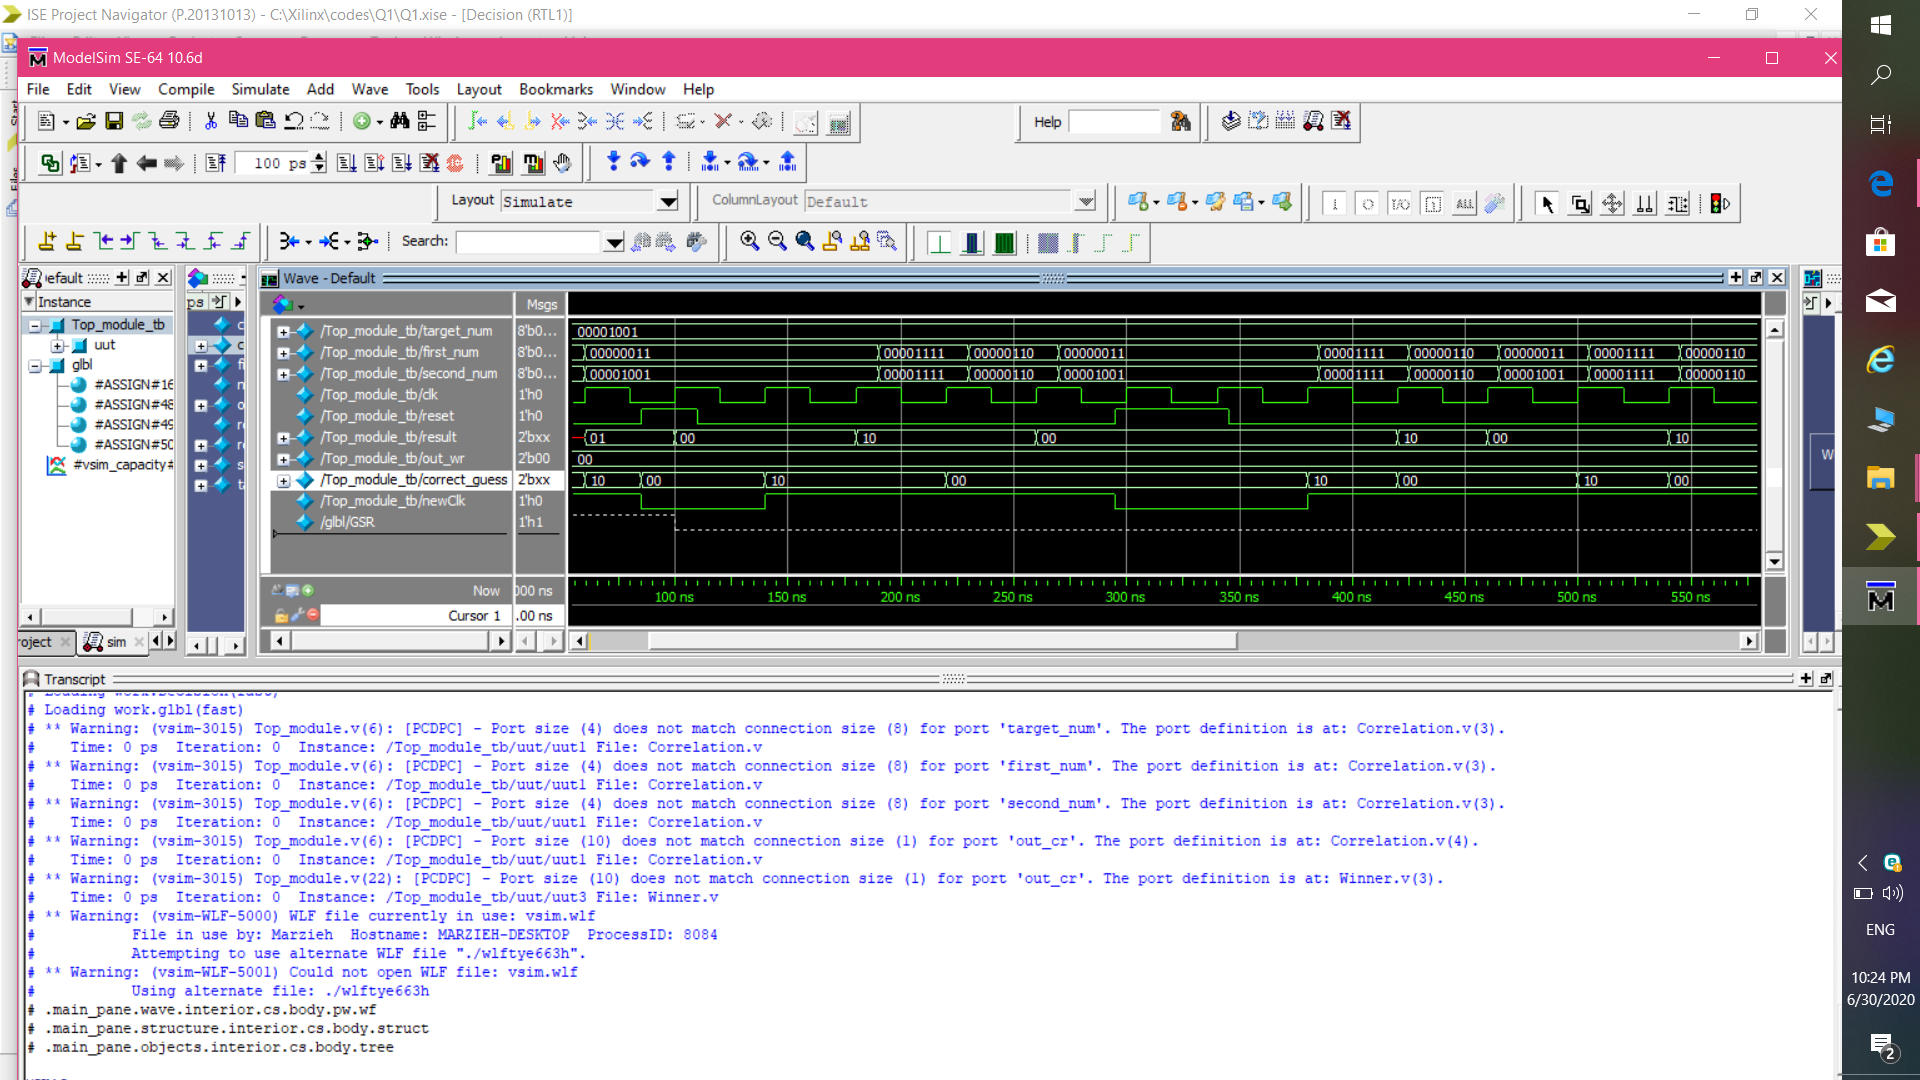 ISE Project Navigator (P.20131013) - C:\Xilinx\codes\Q1\Q1.xise - [Decision (RTL1)]
ModelSim SE-64 10.6d
File Edit View Compile Simulate Add Wave Tools Layout Bookmarks Window Help
Help
100 ps
Layout Simulate ColumnLayout Default
Search:
efault
Wave - Default
Instance
ps
Msgs
Top_module_tb
uut
glbl
#ASSIGN#16
#ASSIGN#48
#ASSIGN#49
#ASSIGN#50
#vsim_capacity#
/Top_module_tb/target_num 8'b0... 00001001
/Top_module_tb/first_num 8'b0... 00000011 00001111 00000110 00000011 00001111 00000110 00000011 00001111 00000110
/Top_module_tb/second_num 8'b0... 00001001 00001111 00000110 00001001 00001111 00000110 00001001 00001111 00000110
/Top_module_tb/clk 1'h0
/Top_module_tb/reset 1'h0
/Top_module_tb/result 2'bxx 01 00 10 00 10 00 10
/Top_module_tb/out_wr 2'b00 00
/Top_module_tb/correct_guess 2'bxx 10 00 10 00 10 00 10 00
/Top_module_tb/newClk 1'h0
/glbl/GSR 1'h1
Now 000 ns
100 ns 150 ns 200 ns 250 ns 300 ns 350 ns 400 ns 450 ns 500 ns 550 ns
Cursor 1 .00 ns
roject sim
Transcript
# Loading work.Decision(fast)
# Loading work.glbl(fast)
# ** Warning: (vsim-3015) Top_module.v(6): [PCDPC] - Port size (4) does not match connection size (8) for port 'target_num'. The port definition is at: Correlation.v(3).
# Time: 0 ps Iteration: 0 Instance: /Top_module_tb/uut/uut1 File: Correlation.v
# ** Warning: (vsim-3015) Top_module.v(6): [PCDPC] - Port size (4) does not match connection size (8) for port 'first_num'. The port definition is at: Correlation.v(3).
# Time: 0 ps Iteration: 0 Instance: /Top_module_tb/uut/uut1 File: Correlation.v
# ** Warning: (vsim-3015) Top_module.v(6): [PCDPC] - Port size (4) does not match connection size (8) for port 'second_num'. The port definition is at: Correlation.v(3).
# Time: 0 ps Iteration: 0 Instance: /Top_module_tb/uut/uut1 File: Correlation.v
# ** Warning: (vsim-3015) Top_module.v(6): [PCDPC] - Port size (10) does not match connection size (1) for port 'out_cr'. The port definition is at: Correlation.v(4).
# Time: 0 ps Iteration: 0 Instance: /Top_module_tb/uut/uut1 File: Correlation.v
# ** Warning: (vsim-3015) Top_module.v(22): [PCDPC] - Port size (10) does not match connection size (1) for port 'out_cr'. The port definition is at: Winner.v(3).
# Time: 0 ps Iteration: 0 Instance: /Top_module_tb/uut/uut3 File: Winner.v
# ** Warning: (vsim-WLF-5000) WLF file currently in use: vsim.wlf
# File in use by: Marzieh Hostname: MARZIEH-DESKTOP ProcessID: 8084
# Attempting to use alternate WLF file "./wlftye663h".
# ** Warning: (vsim-WLF-5001) Could not open WLF file: vsim.wlf
# Using alternate file: ./wlftye663h
# .main_pane.wave.interior.cs.body.pw.wf
# .main_pane.structure.interior.cs.body.struct
# .main_pane.objects.interior.cs.body.tree
ENG
10:24 PM
6/30/2020
2